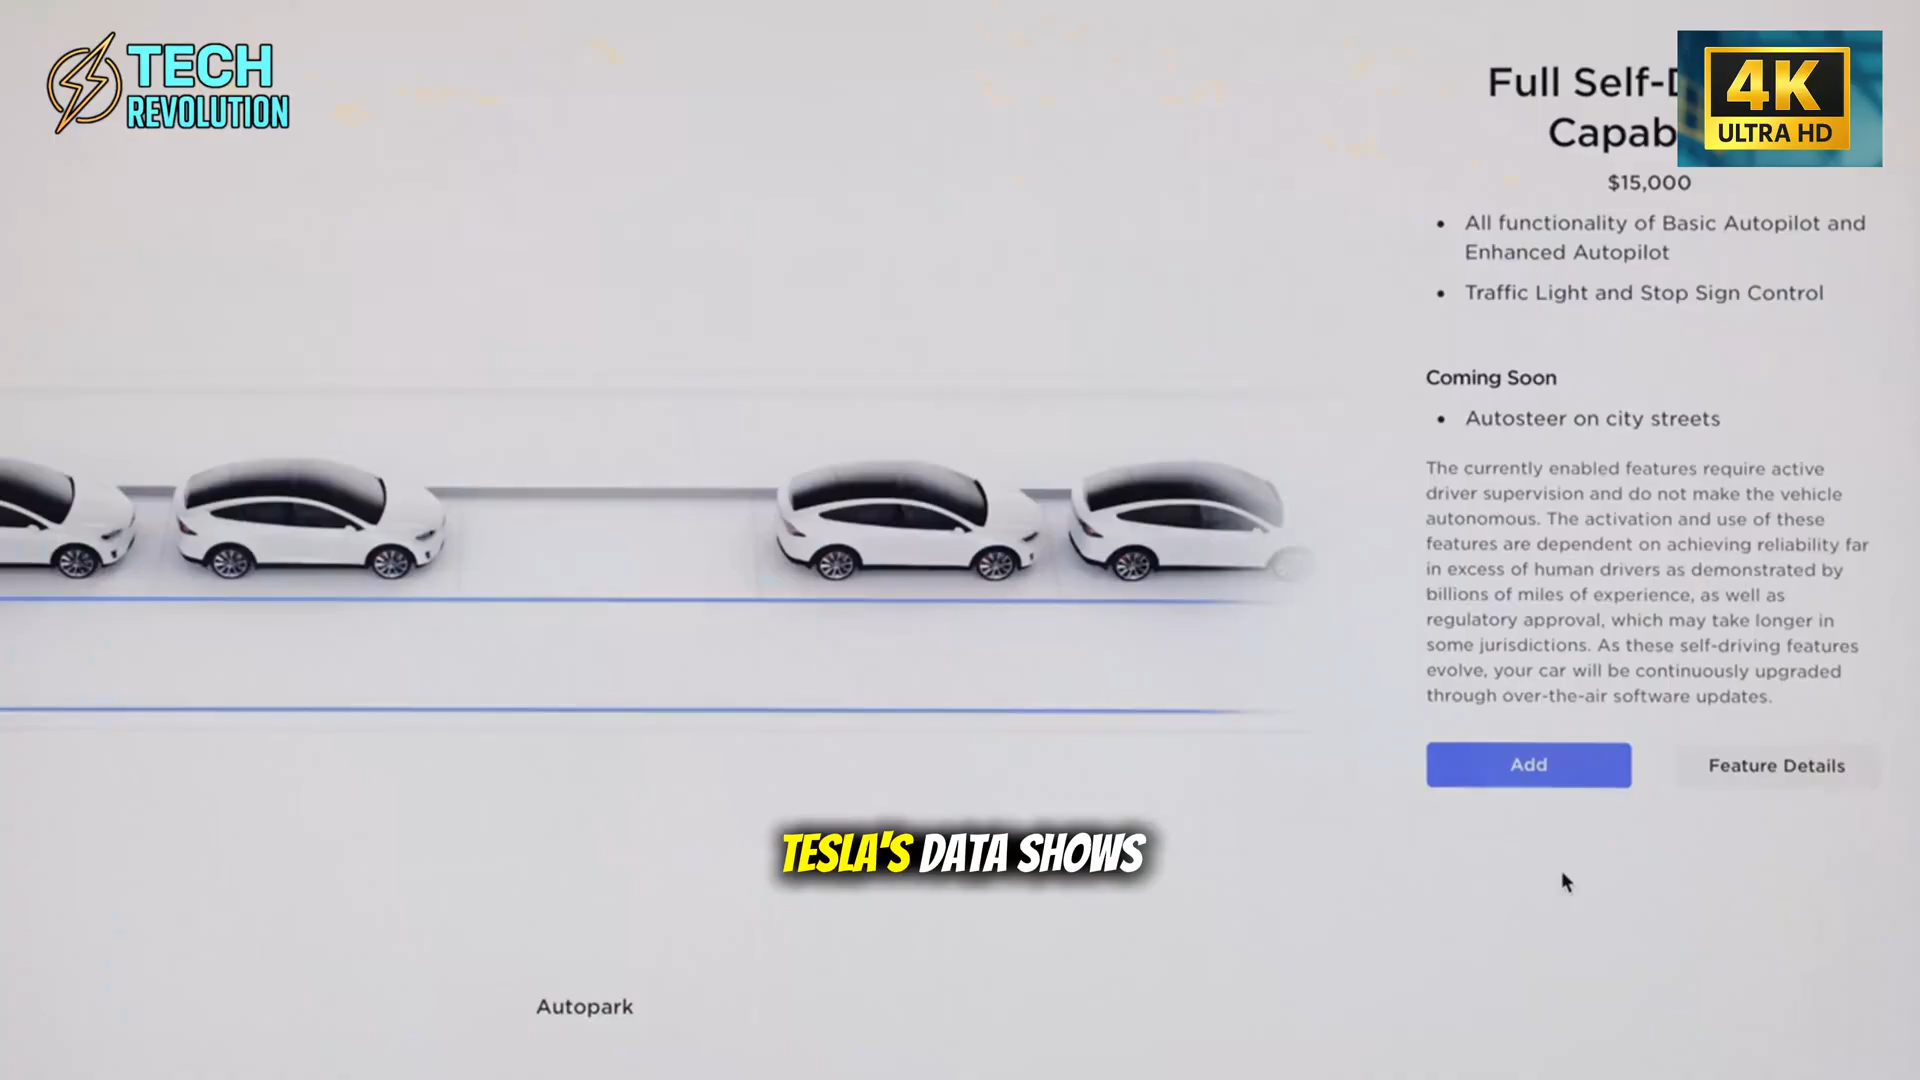 TECH
REVOLUTION
Full Self-D
Capab
4K
ULTRA HD
$15,000
• All functionality of Basic Autopilot and
Enhanced Autopilot
• Traffic Light and Stop Sign Control
Coming Soon
• Autosteer on city streets
The currently enabled features require active
driver supervision and do not make the vehicle
autonomous. The activation and use of these
features are dependent on achieving reliability far
in excess of human drivers as demonstrated by
billions of miles of experience, as well as
regulatory approval, which may take longer in
some jurisdictions. As these self-driving features
evolve, your car will be continuously upgraded
through over-the-air software updates.
Add
Feature Details
TESLA'S DATA SHOWS
Autopark